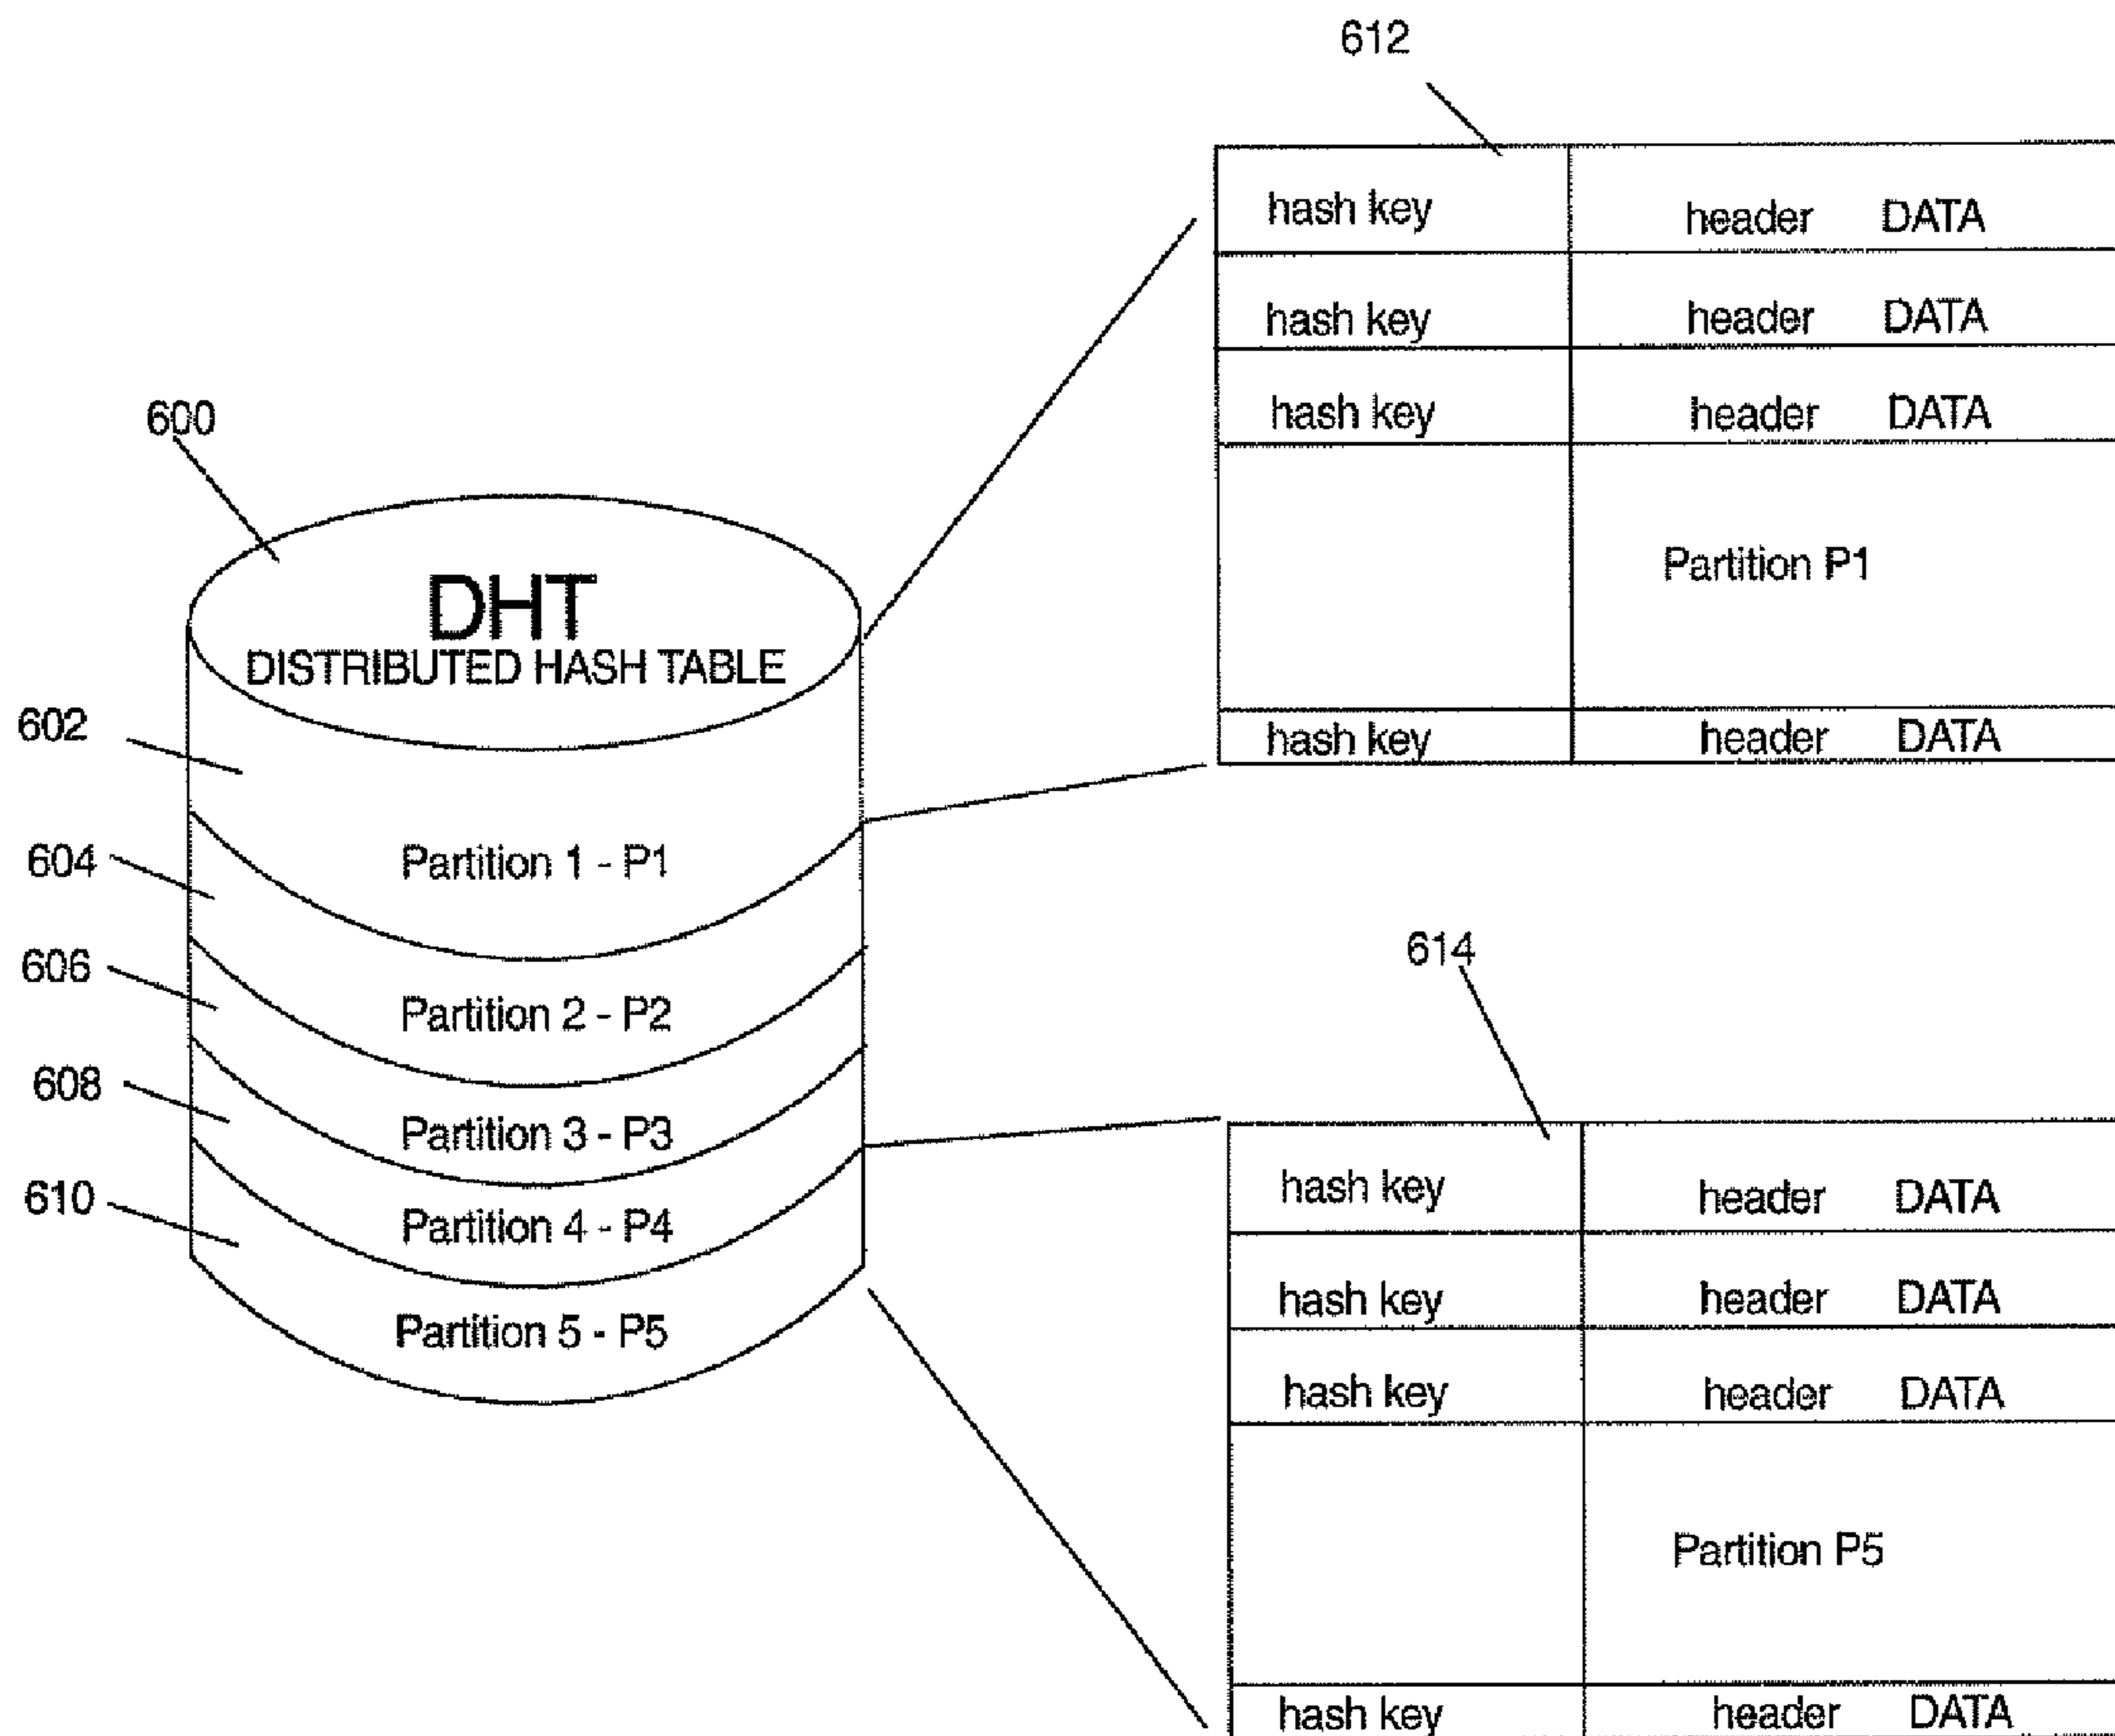 600
DHT
DISTRIBUTED HASH TABLE
602
Partition 1 - P1
604
Partition 2 - P2
606
Partition 3 - P3
608
Partition 4 - P4
610
Partition 5 - P5
612
hash key header DATA
hash key header DATA
hash key header DATA
Partition P1
hash key header DATA
614
hash key header DATA
hash key header DATA
hash key header DATA
Partition P5
hash key header DATA